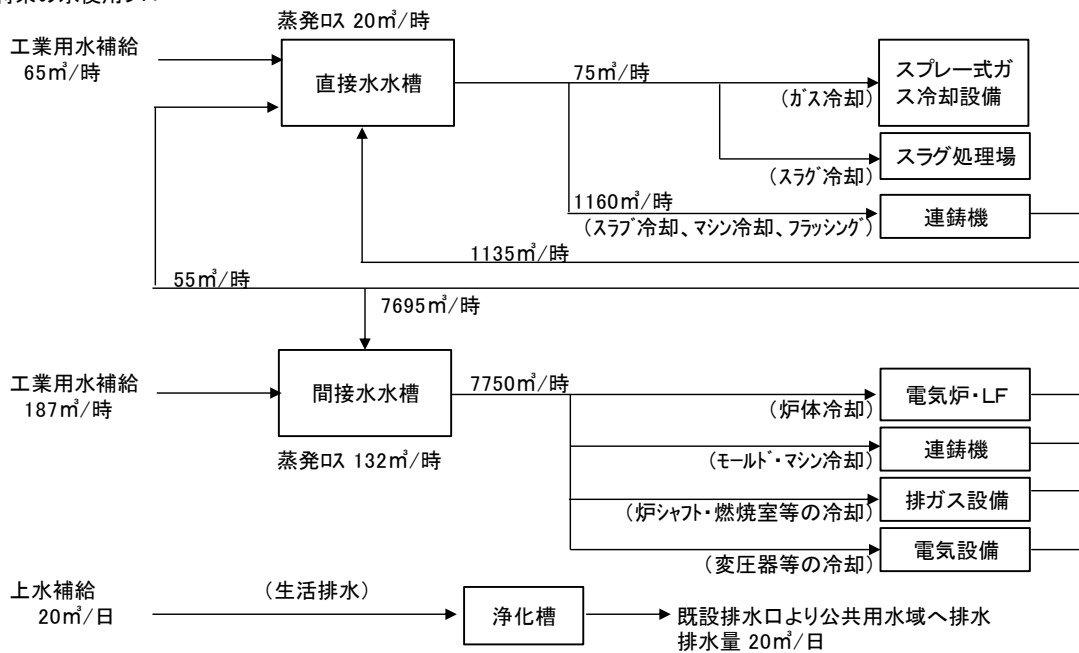 蒸発ロス 20㎥/時
工業用水補給
65㎥/時
直接水水槽
75㎥/時
(ガス冷却)
スプレー式ガ
ス冷却設備
スラグ処理場
(スラグ冷却)
1160㎥/時
(スラブ冷却、マシン冷却、フラッシング)
連鋳機
1135㎥/時
55㎥/時
7695㎥/時
工業用水補給
187㎥/時
間接水水槽
7750㎥/時
(炉体冷却)
電気炉・LF
蒸発ロス 132㎥/時
(モールド・マシン冷却)
連鋳機
(炉シャフト・燃焼室等の冷却)
排ガス設備
(変圧器等の冷却)
電気設備
上水補給
20㎥/日
(生活排水)
浄化槽
既設排水口より公共用水域へ排水
排水量 20㎥/日